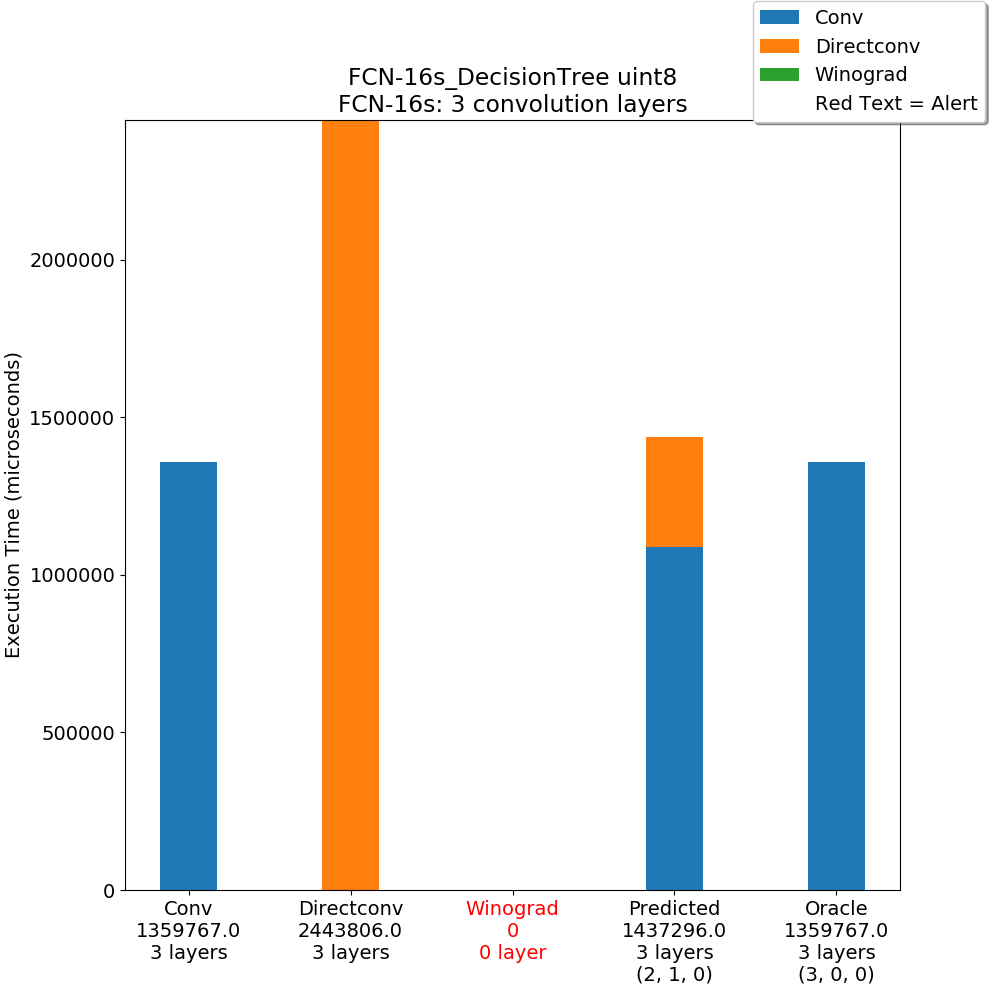 Conv
Directconv
Winograd
Red Text = Alert
FCN-16s_DecisionTree uint8
FCN-16s: 3 convolution layers
Execution Time (microseconds)
2000000
1500000
1000000
500000
0
Conv
1359767.0
3 layers
Directconv
2443806.0
3 layers
Winograd
0
0 layer
Predicted
1437296.0
3 layers
(2, 1, 0)
Oracle
1359767.0
3 layers
(3, 0, 0)